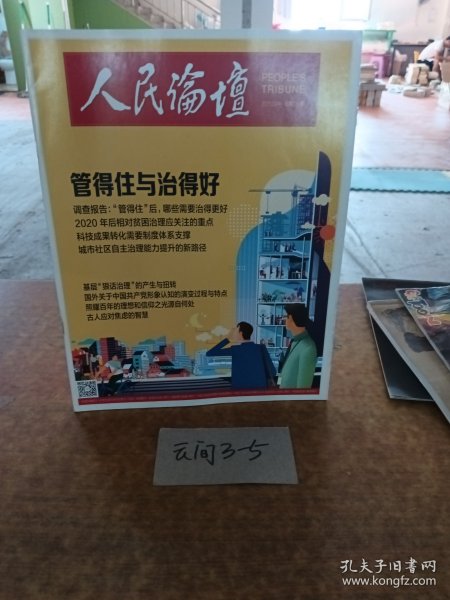 人民論壇
PEOPLE'S
TRIBUNE
管得住与治得好
调查报告：“管得住”后，哪些需要治得更好
2020年后相对贫困治理应关注的重点
科技成果转化需要制度体系支撑
城市社区自主治理能力提升的新路径
基层“狠话治理”的产生与扭转
国外关于中国共产党形象认知的演变过程与特点
照耀百年的理想和信仰之光源自何处
古人应对焦虑的智慧
云间3-5
孔夫子旧书网
www.kongfz.com